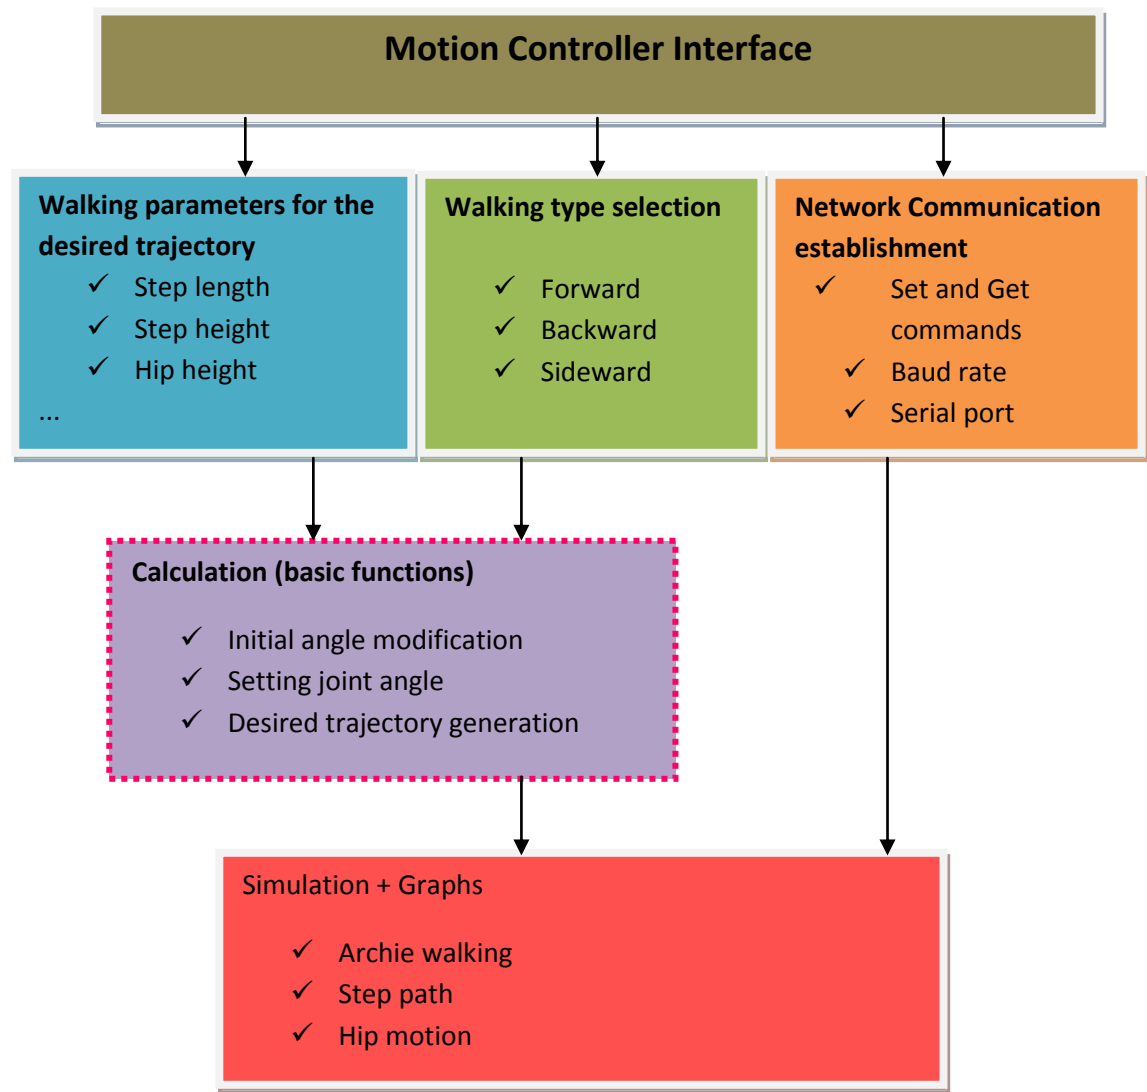 Motion Controller Interface
Walking parameters for the
desired trajectory
✓ Step length
✓ Step height
✓ Hip height
...
Walking type selection
✓ Forward
✓ Backward
✓ Sideward
Network Communication
establishment
✓ Set and Get
commands
✓ Baud rate
✓ Serial port
Calculation (basic functions)
✓ Initial angle modification
✓ Setting joint angle
✓ Desired trajectory generation
Simulation + Graphs
✓ Archie walking
✓ Step path
✓ Hip motion